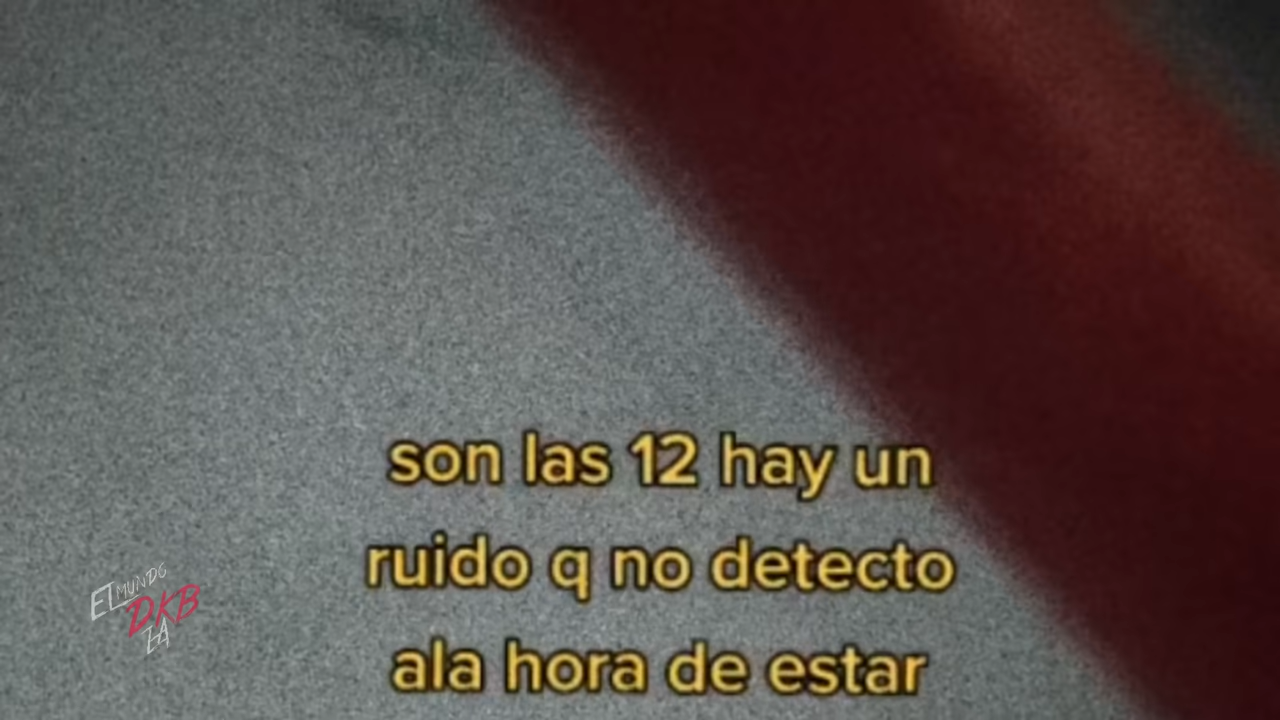 son las 12 hay un
ruido q no detecto
ala hora de estar
EL MUNDO
DKB
ZA